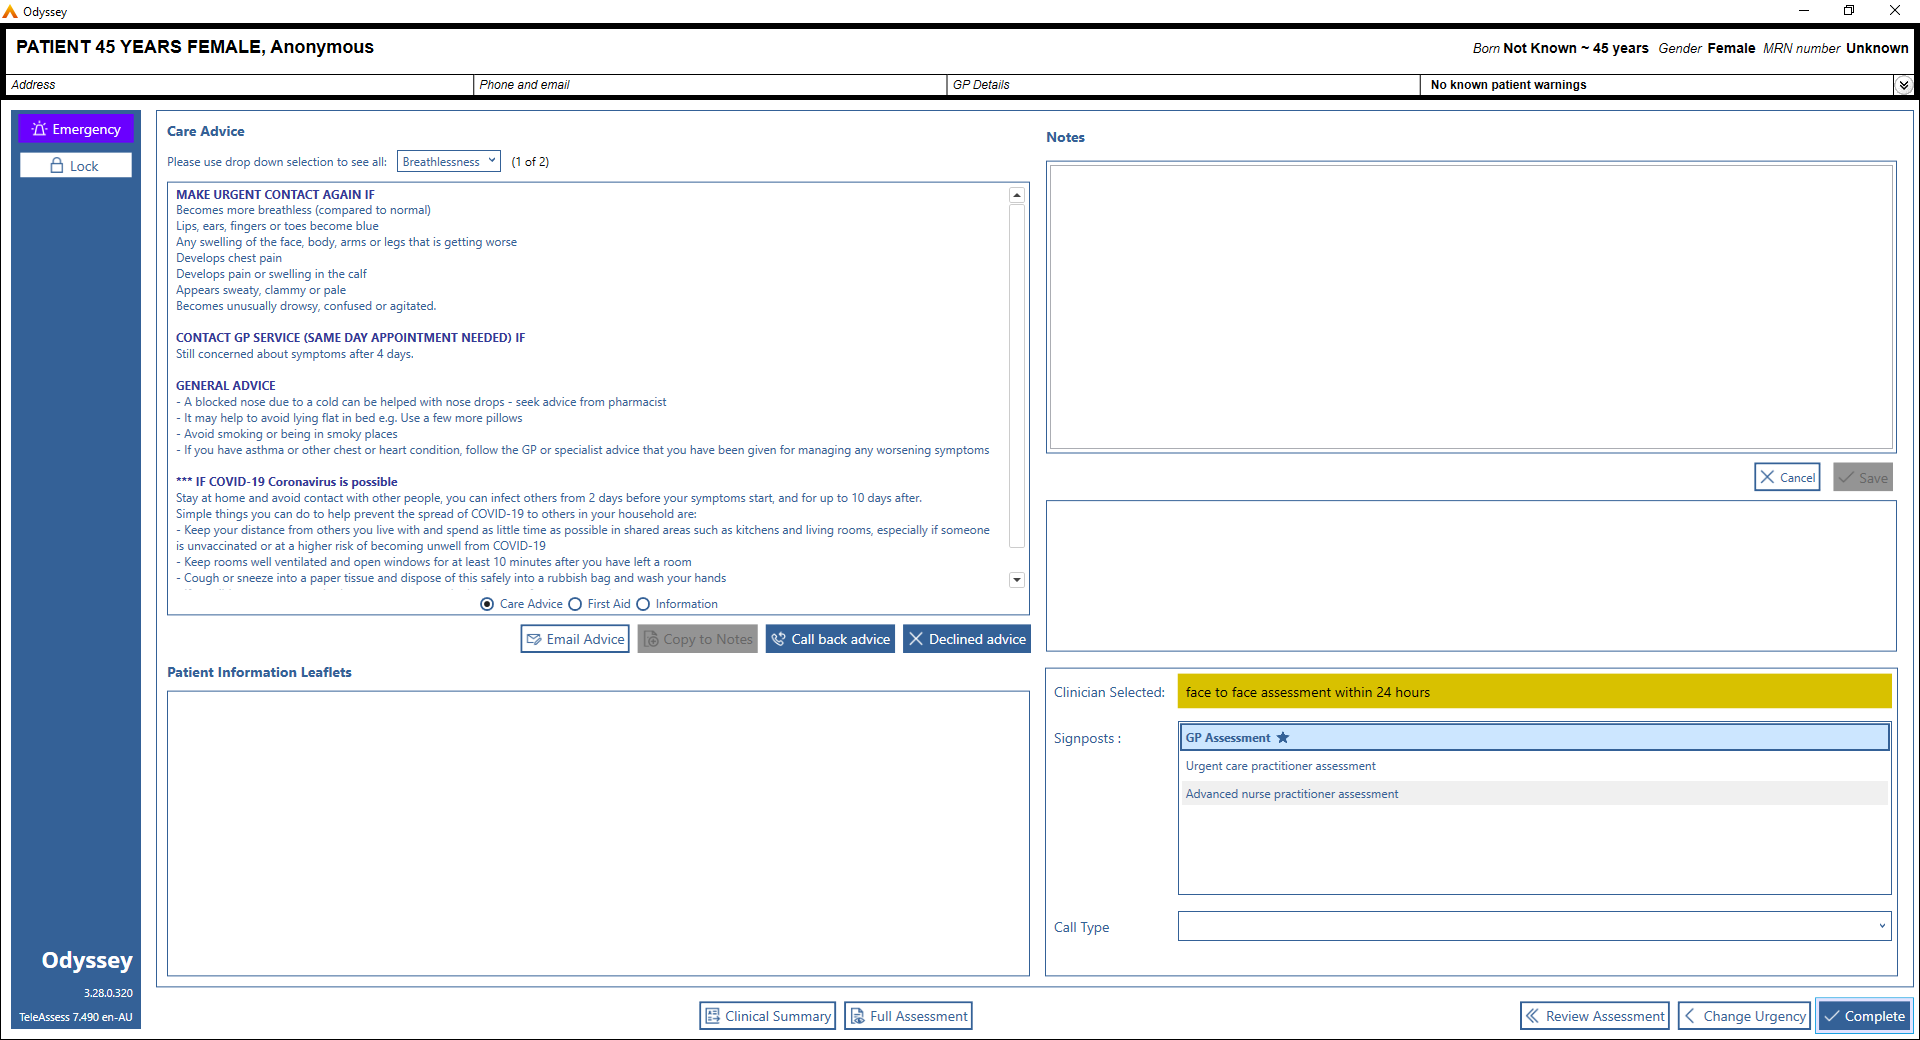 Odyssey
PATIENT 45 YEARS FEMALE, Anonymous
Born Not Known ~ 45 years Gender Female MRN number Unknown
Address
Phone and email
GP Details
No known patient warnings
Emergency
Lock
Care Advice
Please use drop down selection to see all: Breathlessness (1 of 2)
MAKE URGENT CONTACT AGAIN IF
Becomes more breathless (compared to normal)
Lips, ears, fingers or toes become blue
Any swelling of the face, body, arms or legs that is getting worse
Develops chest pain
Develops pain or swelling in the calf
Appears sweaty, clammy or pale
Becomes unusually drowsy, confused or agitated.
CONTACT GP SERVICE (SAME DAY APPOINTMENT NEEDED) IF
Still concerned about symptoms after 4 days.
GENERAL ADVICE
- A blocked nose due to a cold can be helped with nose drops - seek advice from pharmacist
- It may help to avoid lying flat in bed e.g. Use a few more pillows
- Avoid smoking or being in smoky places
- If you have asthma or other chest or heart condition, follow the GP or specialist advice that you have been given for managing any worsening symptoms
*** IF COVID-19 Coronavirus is possible
Stay at home and avoid contact with other people, you can infect others from 2 days before your symptoms start, and for up to 10 days after.
Simple things you can do to help prevent the spread of COVID-19 to others in your household are:
- Keep your distance from others you live with and spend as little time as possible in shared areas such as kitchens and living rooms, especially if someone
is unvaccinated or at a higher risk of becoming unwell from COVID-19
- Keep rooms well ventilated and open windows for at least 10 minutes after you have left a room
- Cough or sneeze into a paper tissue and dispose of this safely into a rubbish bag and wash your hands
Care Advice First Aid Information
Email Advice
Copy to Notes
Call back advice
Declined advice
Patient Information Leaflets
Notes
Cancel
Save
Clinician Selected: face to face assessment within 24 hours
Signposts :
GP Assessment ★
Urgent care practitioner assessment
Advanced nurse practitioner assessment
Call Type
Odyssey
3.28.0.320
TeleAssess 7.490 en-AU
Clinical Summary
Full Assessment
Review Assessment
Change Urgency
Complete